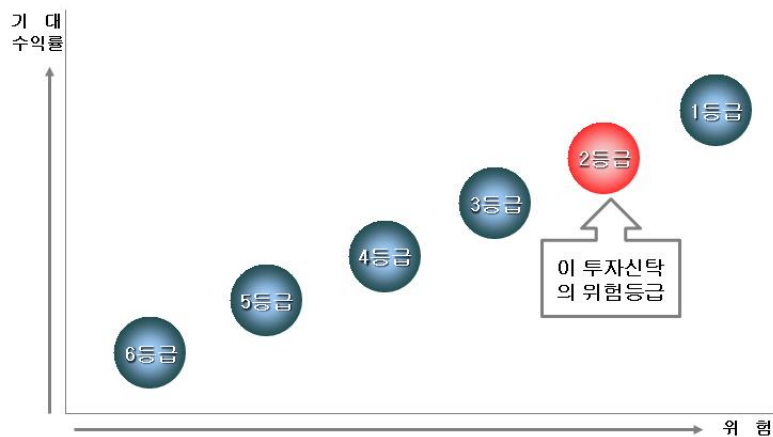 기 대
수익률
1등급
2등급
3등급
4등급
이 투자신탁
의 위험등급
5등급
6등급
위 험